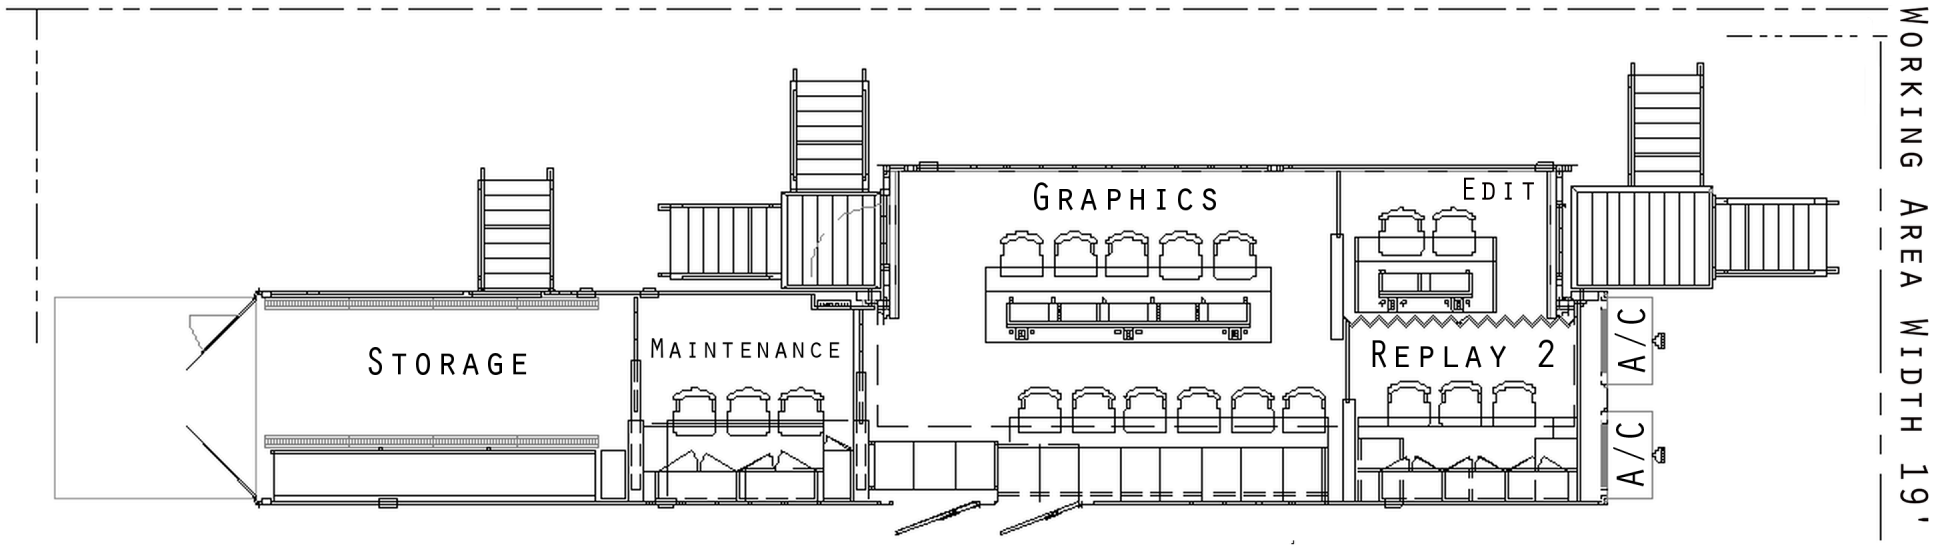 GRAPHICS
EDIT
STORAGE
MAINTENANCE
REPLAY 2
A/C
A/C
WORKING AREA WIDTH 19'